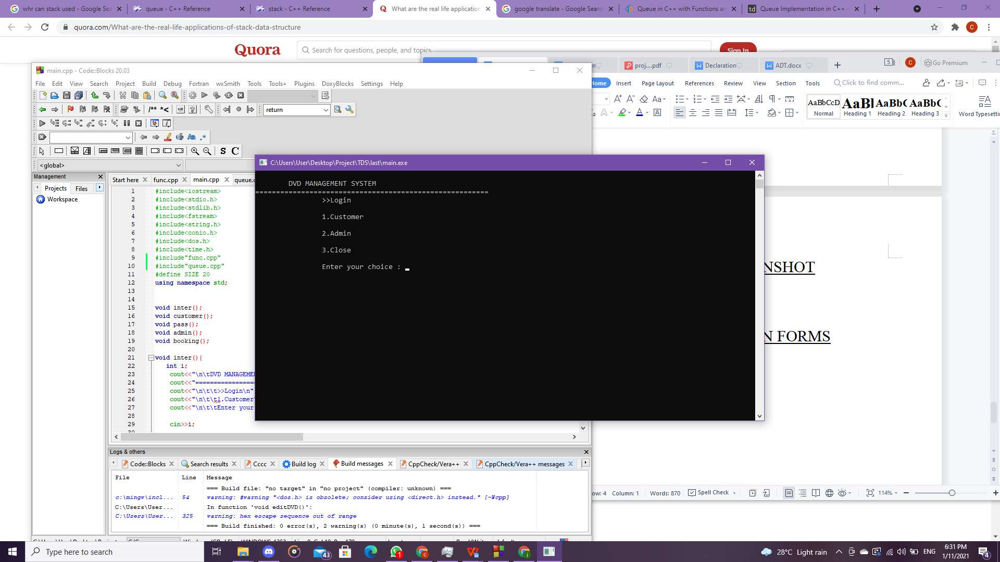 whr can stack used - Google Sea
queue - C++ Reference
stack - C++ Reference
What are the real life application
google translate - Google Search
Queue in C++ with Functions an
Queue Implementation in C++ -
quora.com/What-are-the-real-life-applications-of-stack-data-structure
C
Quora
Search for questions, people, and topics
Sign In
main.cpp - Code::Blocks 20.03
proj....pdf
Declaration
ADT.docx
5
C
Go Premium
File Edit View Search Project Build Debug Fortran wxSmith Tools Tools+ Plugins DoxyBlocks Settings Help
Home Insert Page Layout References Review View Section Tools Click to find comm...
AaBbCcD AaBl AaBbC AaBbC
Normal Heading 1 Heading 2 Heading 3 Word Typesetti
return
<global>
Management
Projects Files
Workspace
Start here func.cpp main.cpp queue.c
1 #include<iostream>
2 #include<stdio.h>
3 #include<stdlib.h>
4 #include<fstream>
5 #include<string.h>
6 #include<conio.h>
7 #include<dos.h>
8 #include<time.h>
9 #include"func.cpp"
10 #include"queue.cpp"
11 #define SIZE 20
12 using namespace std;
13
14
15 void inter();
16 void customer();
17 void pass();
18 void admin();
19 void booking();
20
21 void inter(){
22 int i;
23 cout<<"\n\tDVD MANAGEME
24 cout<<"==================
25 cout<<"\n\t\t>>Login\n"
26 cout<<"\n\t\t1.Customer
27 cout<<"\n\t\tEnter your
28
29 cin>>i;
30
C:\Users\User\Desktop\Project\TDS\last\main.exe
DVD MANAGEMENT SYSTEM
========================================================
>>Login
1.Customer
2.Admin
3.Close
Enter your choice :
NSHOT
N FORMS
Logs & others
Code::Blocks Search results Cccc Build log Build messages CppCheck/Vera++ CppCheck/Vera++ messages
File Line Message
=== Build file: "no target" in "no project" (compiler: unknown) ===
c:\mingw\incl... 54 warning: #warning "<dos.h> is obsolete; consider using <direct.h> instead." [-Wcpp]
C:\Users\User... In function 'void editDVD()':
C:\Users\User... 325 warning: hex escape sequence out of range
=== Build finished: 0 error(s), 2 warning(s) (0 minute(s), 1 second(s)) ===
ow: 4 Column: 1 Words: 870 Spell Check 114%
Type here to search
43
1
28°C Light rain
ENG
6:31 PM
1/11/2021
4